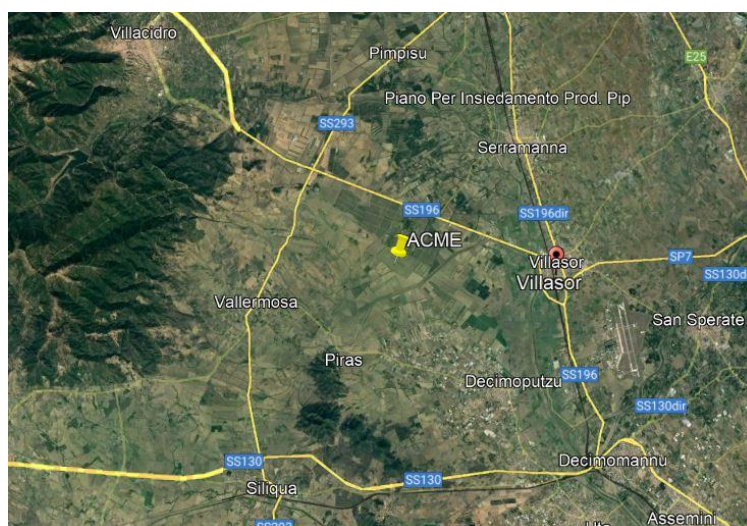 Villacidro
Pimpisu
E25
Piano Per Insiedamento Prod. Pip
SS293
Serramanna
SS196
SS196dir
ACME
Villasor
Villasor
SP7
SS130d
Vallermosa
San Sperate
Piras
Decimoputzu
SS196
SS130dir
SS130
Decimomannu
SS130
Siliqua
Assemini